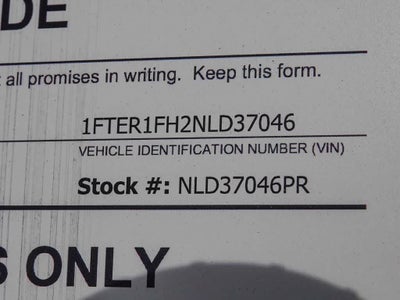 DE
all promises in writing. Keep this form.
1FTER1FH2NLD37046
VEHICLE IDENTIFICATION NUMBER (VIN)
Stock #: NLD37046PR
S ONLY